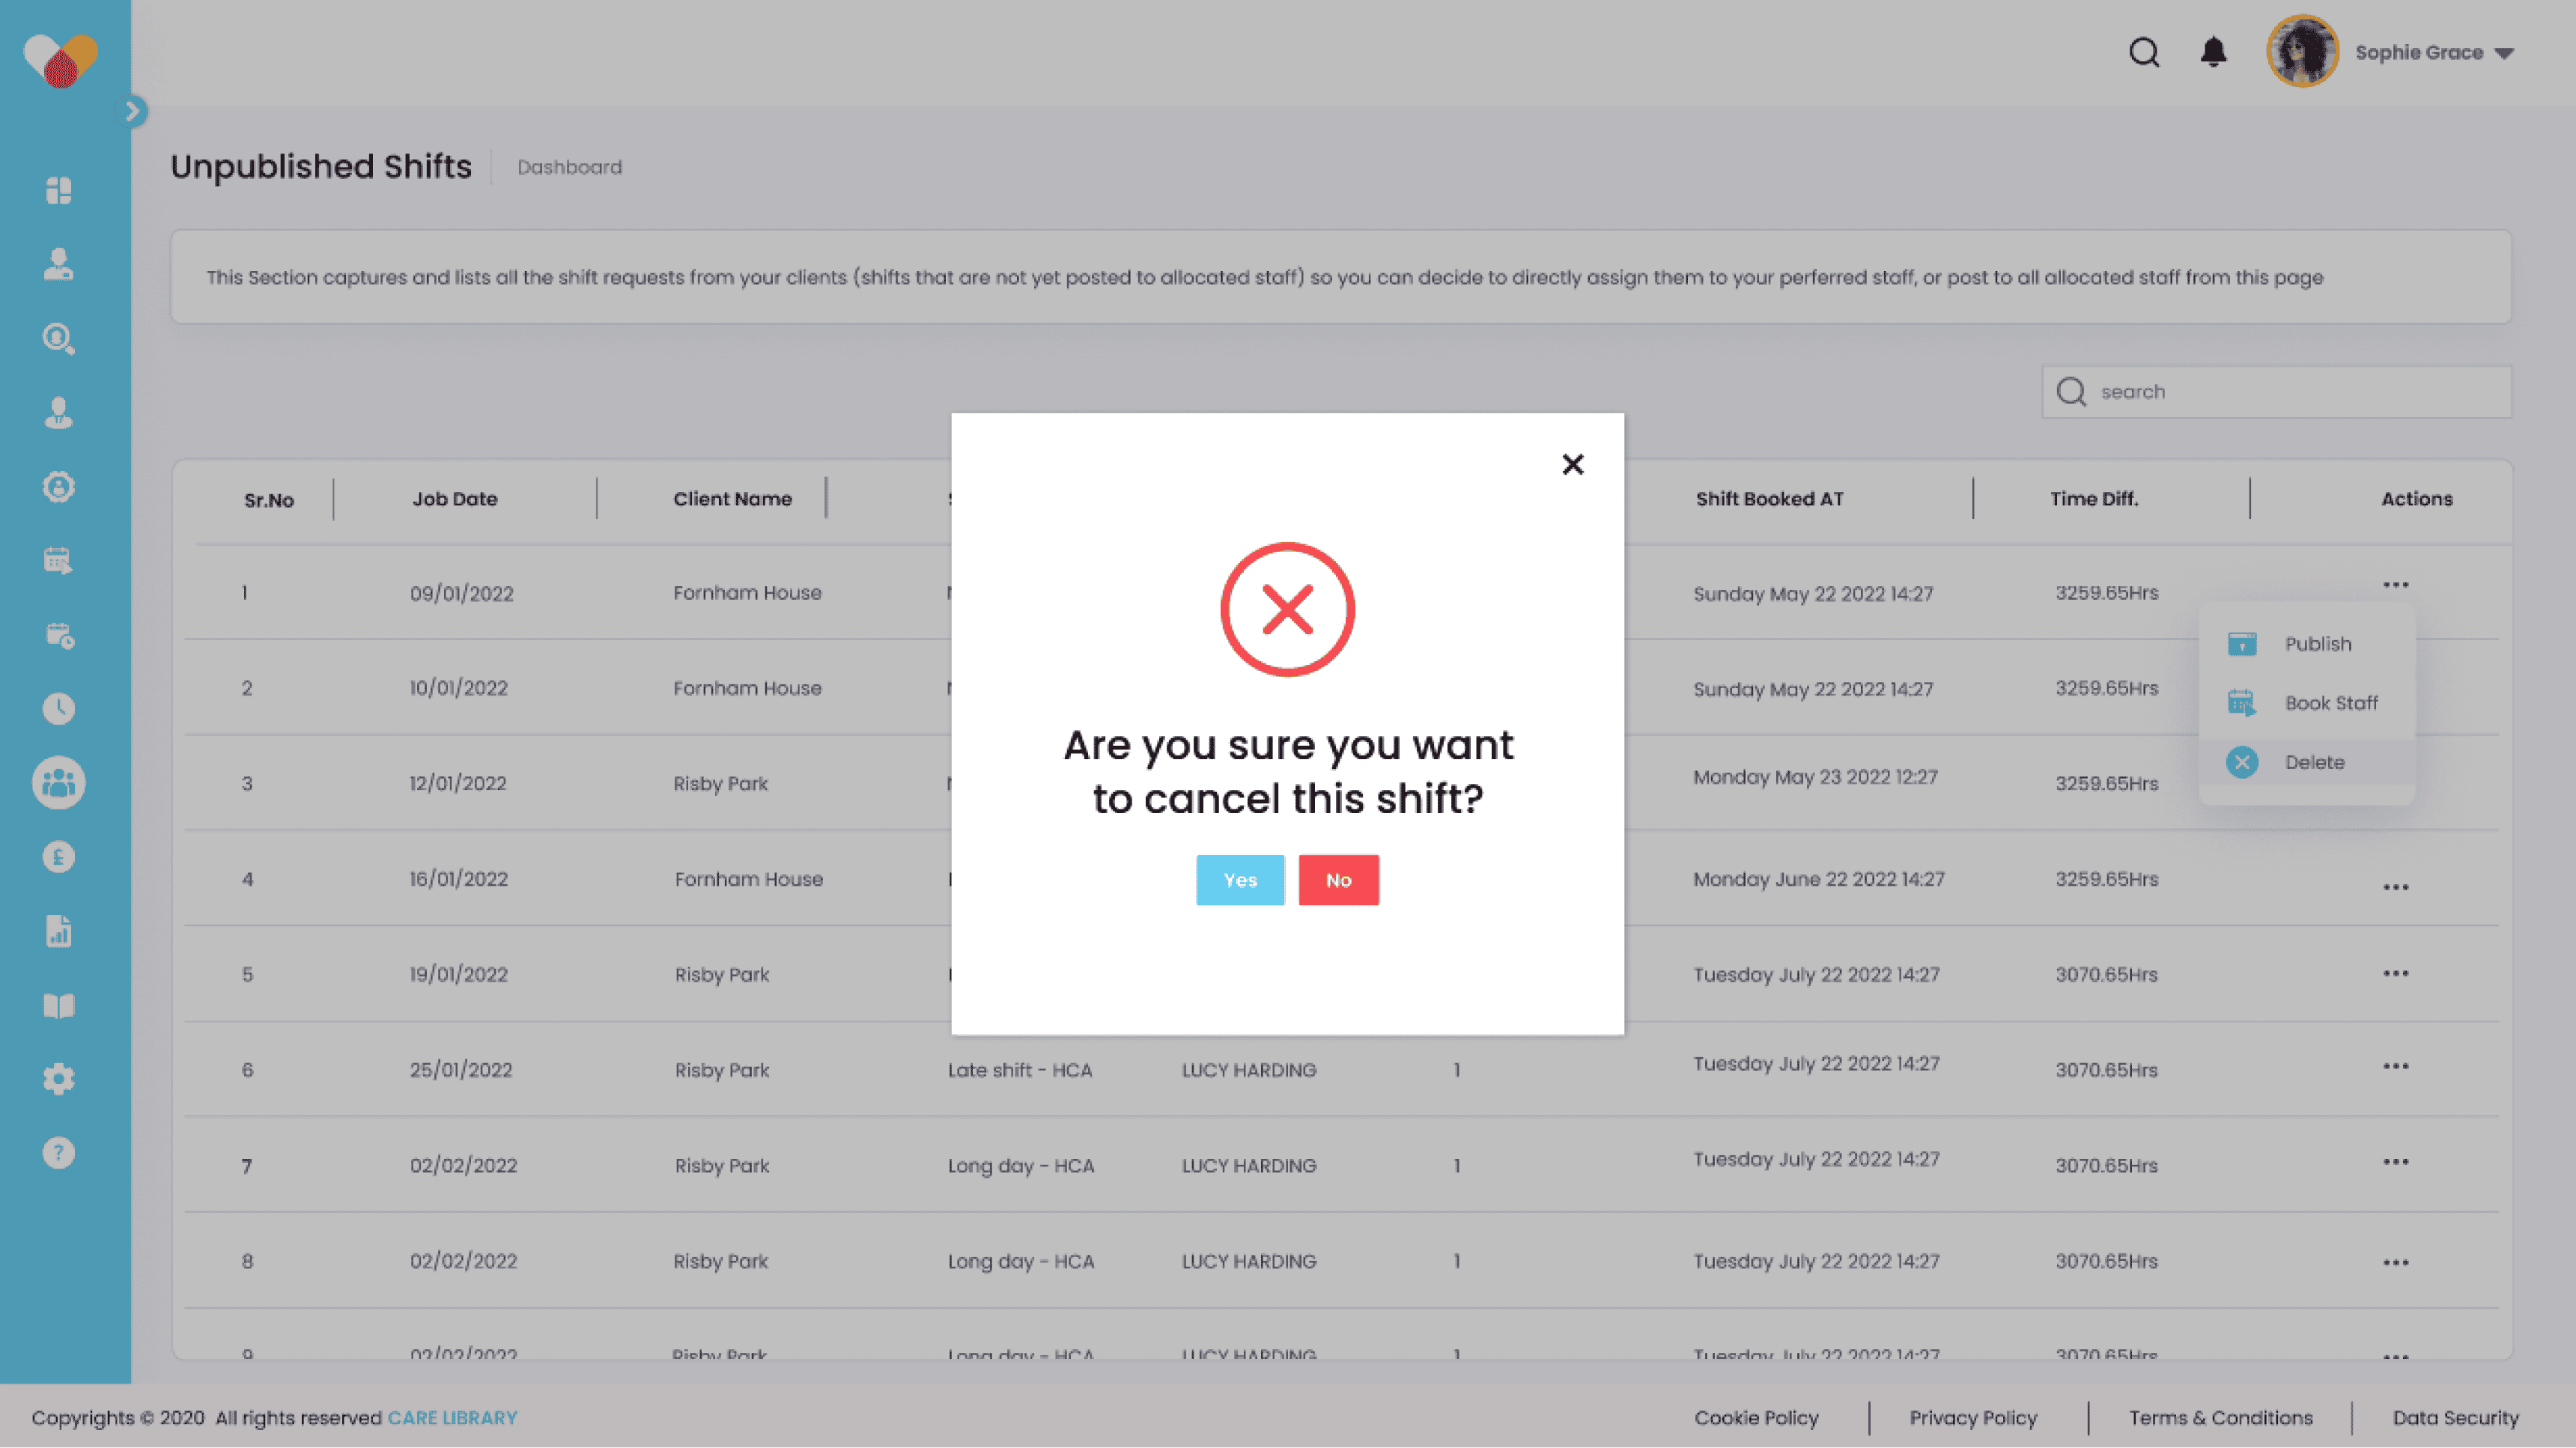 Sophie Grace
Unpublished Shifts
Dashboard
This Section captures and lists all the shift requests from your clients (shifts that are not yet posted to allocated staff) so you can decide to directly assign them to your perferred staff, or post to all allocated staff from this page
search
Sr.No Job Date Client Name Shift Booked AT Time Diff. Actions
1 09/01/2022 Fornham House Sunday May 22 2022 14:27 3259.65Hrs
Publish
2 10/01/2022 Fornham House Sunday May 22 2022 14:27 3259.65Hrs
Book Staff
3 12/01/2022 Risby Park Monday May 23 2022 12:27 3259.65Hrs
Delete
4 16/01/2022 Fornham House Monday June 22 2022 14:27 3259.65Hrs
5 19/01/2022 Risby Park Tuesday July 22 2022 14:27 3070.65Hrs
Are you sure you want
to cancel this shift?
Yes No
6 25/01/2022 Risby Park Late shift - HCA LUCY HARDING 1 Tuesday July 22 2022 14:27 3070.65Hrs
7 02/02/2022 Risby Park Long day - HCA LUCY HARDING 1 Tuesday July 22 2022 14:27 3070.65Hrs
8 02/02/2022 Risby Park Long day - HCA LUCY HARDING 1 Tuesday July 22 2022 14:27 3070.65Hrs
9 02/02/2022 Risby Park Long day - HCA LUCY HARDING 1 Tuesday July 22 2022 14:27 3070.65Hrs
Copyrights © 2020 All rights reserved CARE LIBRARY
Cookie Policy Privacy Policy Terms & Conditions Data Security